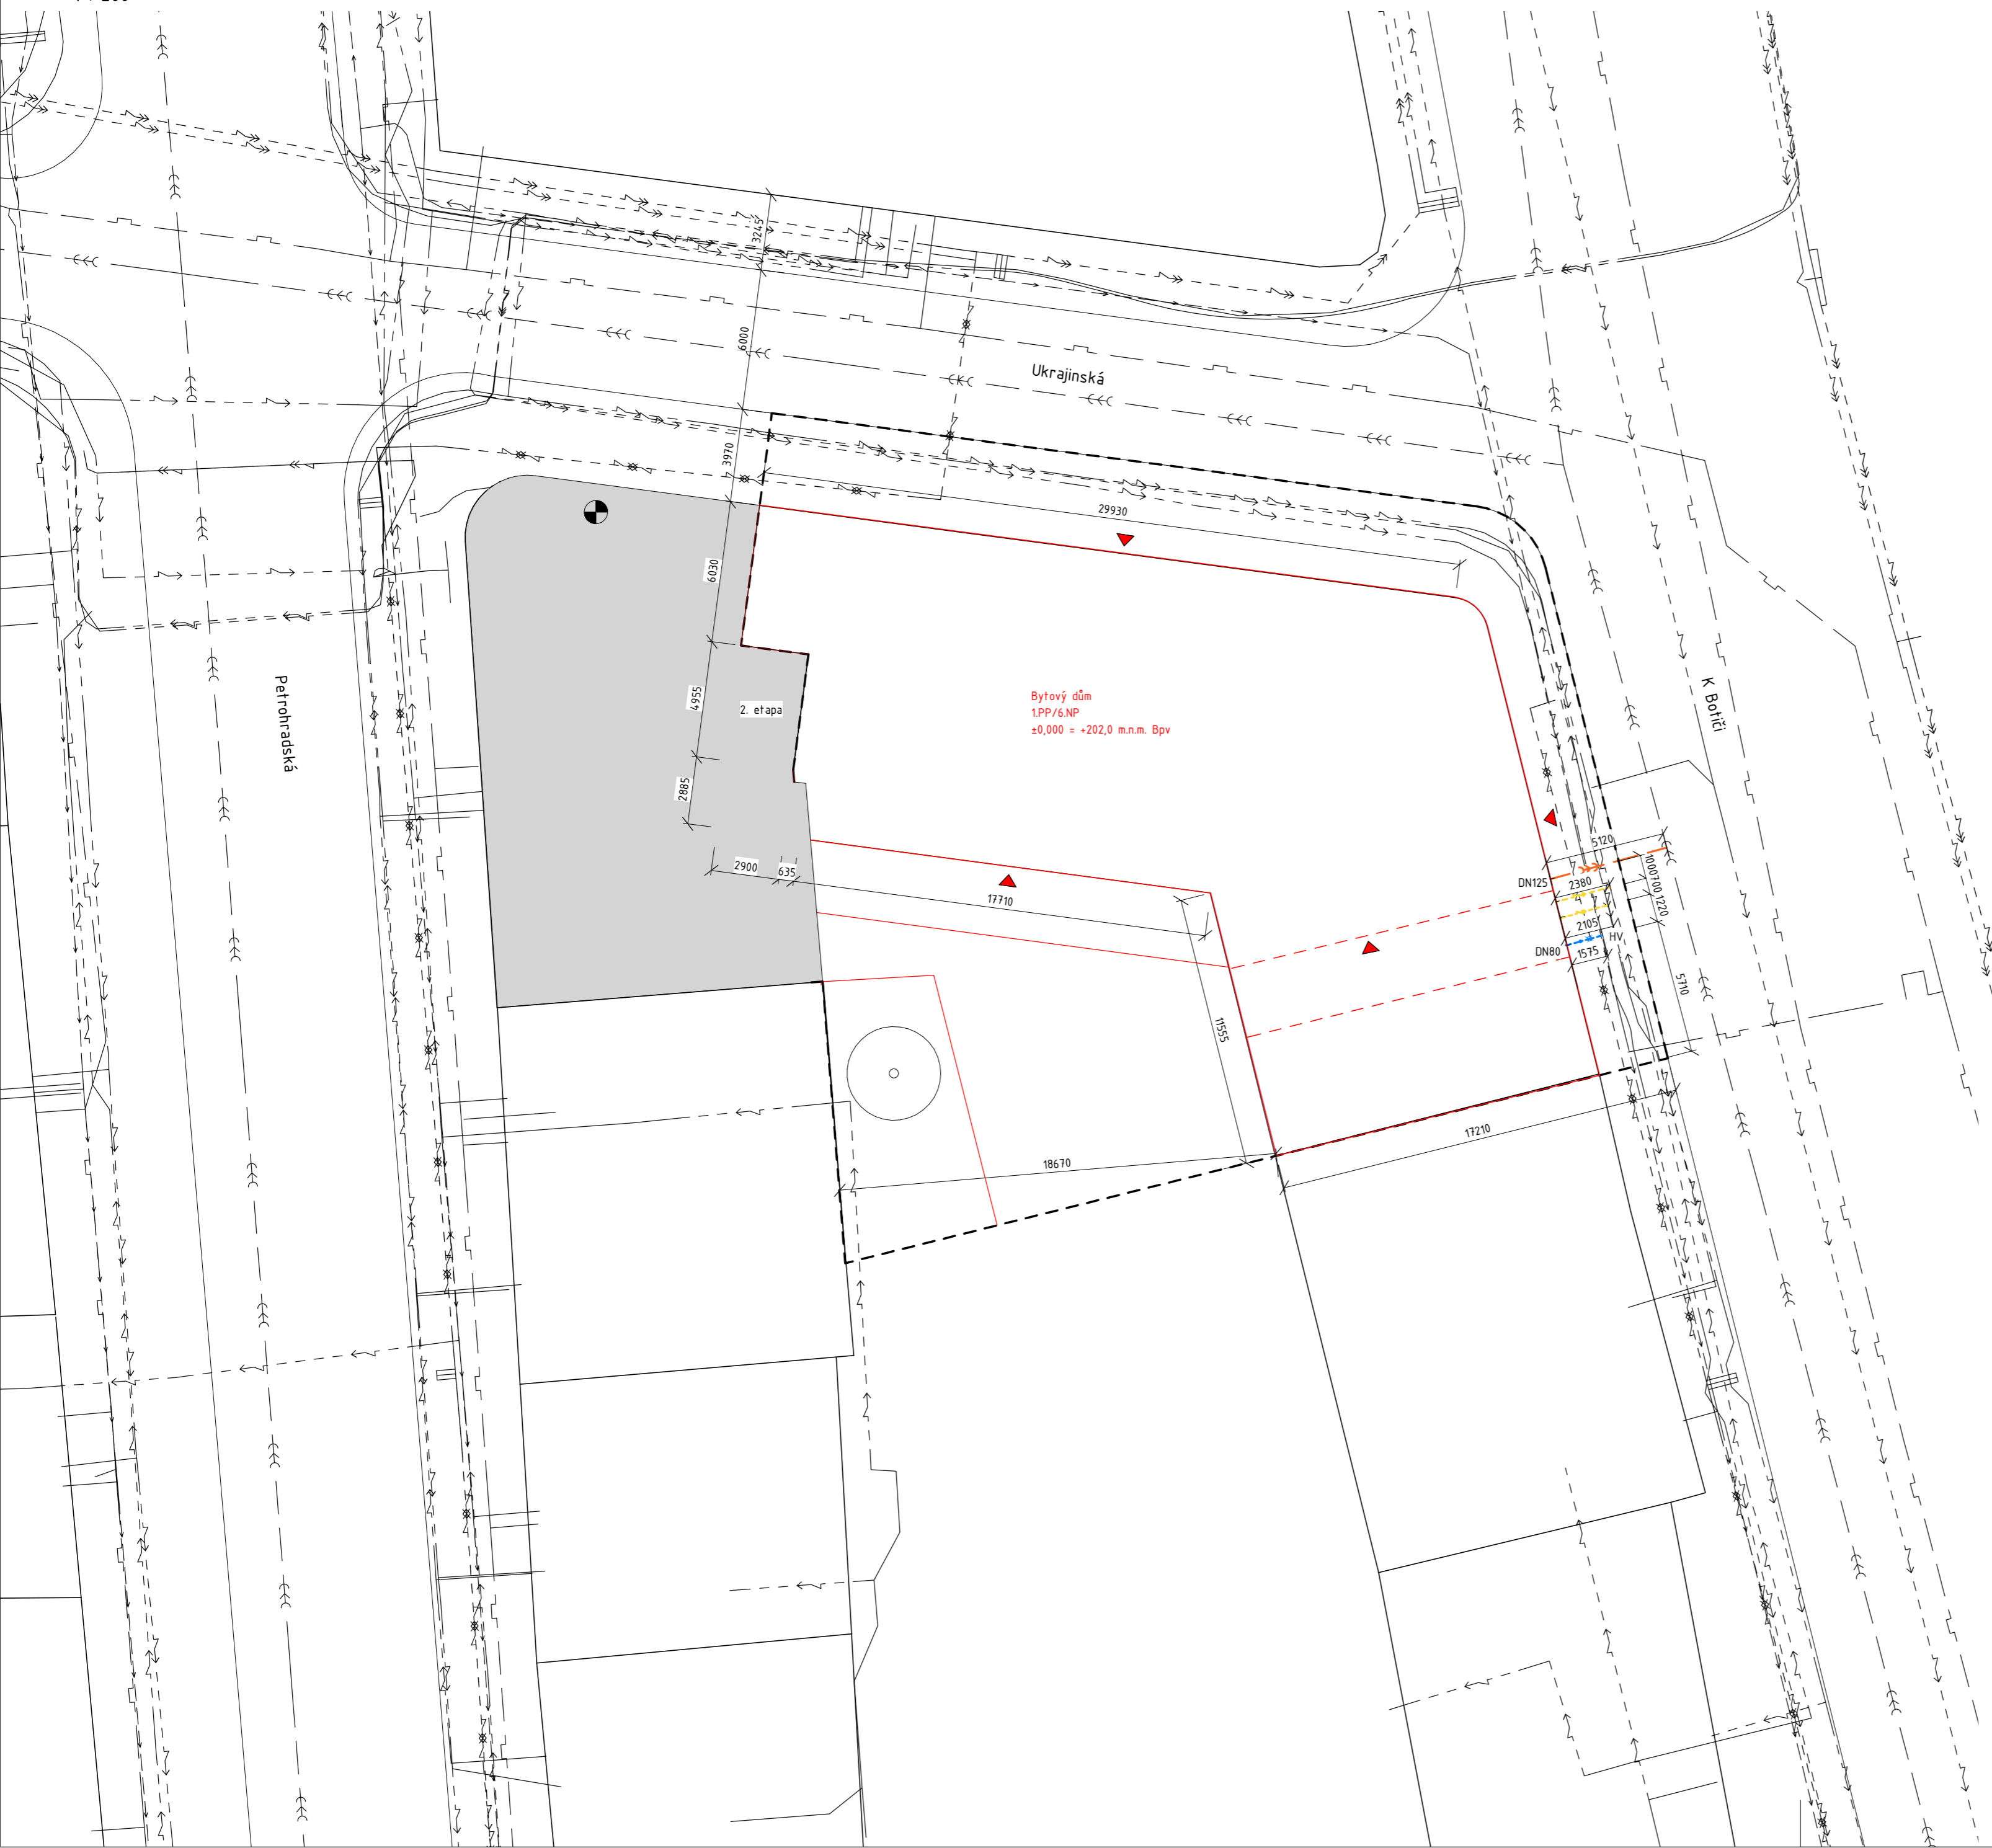 3245
6000
Ukrajinská
3970
29930
6030
4955
2. etapa
2885
Petrohradská
Bytový dům
1.PP/6.NP
±0,000 = +202,0 m.n.m. Bpv
K Botiči
2900
635
17710
5120
DN125
2380
1000
700
1220
2105
HV
DN80
1575
5710
11555
17210
18670